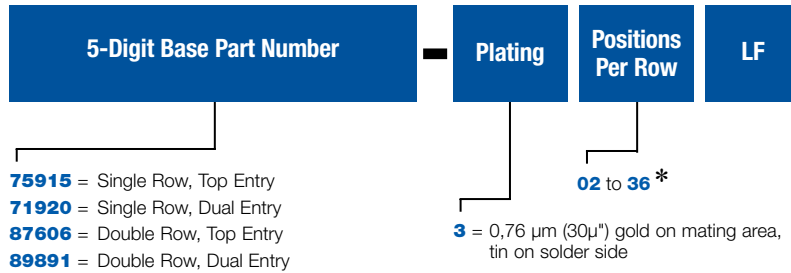 5-Digit Base Part Number
-
Plating
Positions
Per Row
LF
75915 = Single Row, Top Entry
71920 = Single Row, Dual Entry
87606 = Double Row, Top Entry
89891 = Double Row, Dual Entry
3 = 0,76 µm (30µ") gold on mating area,
tin on solder side
02 to 36 *